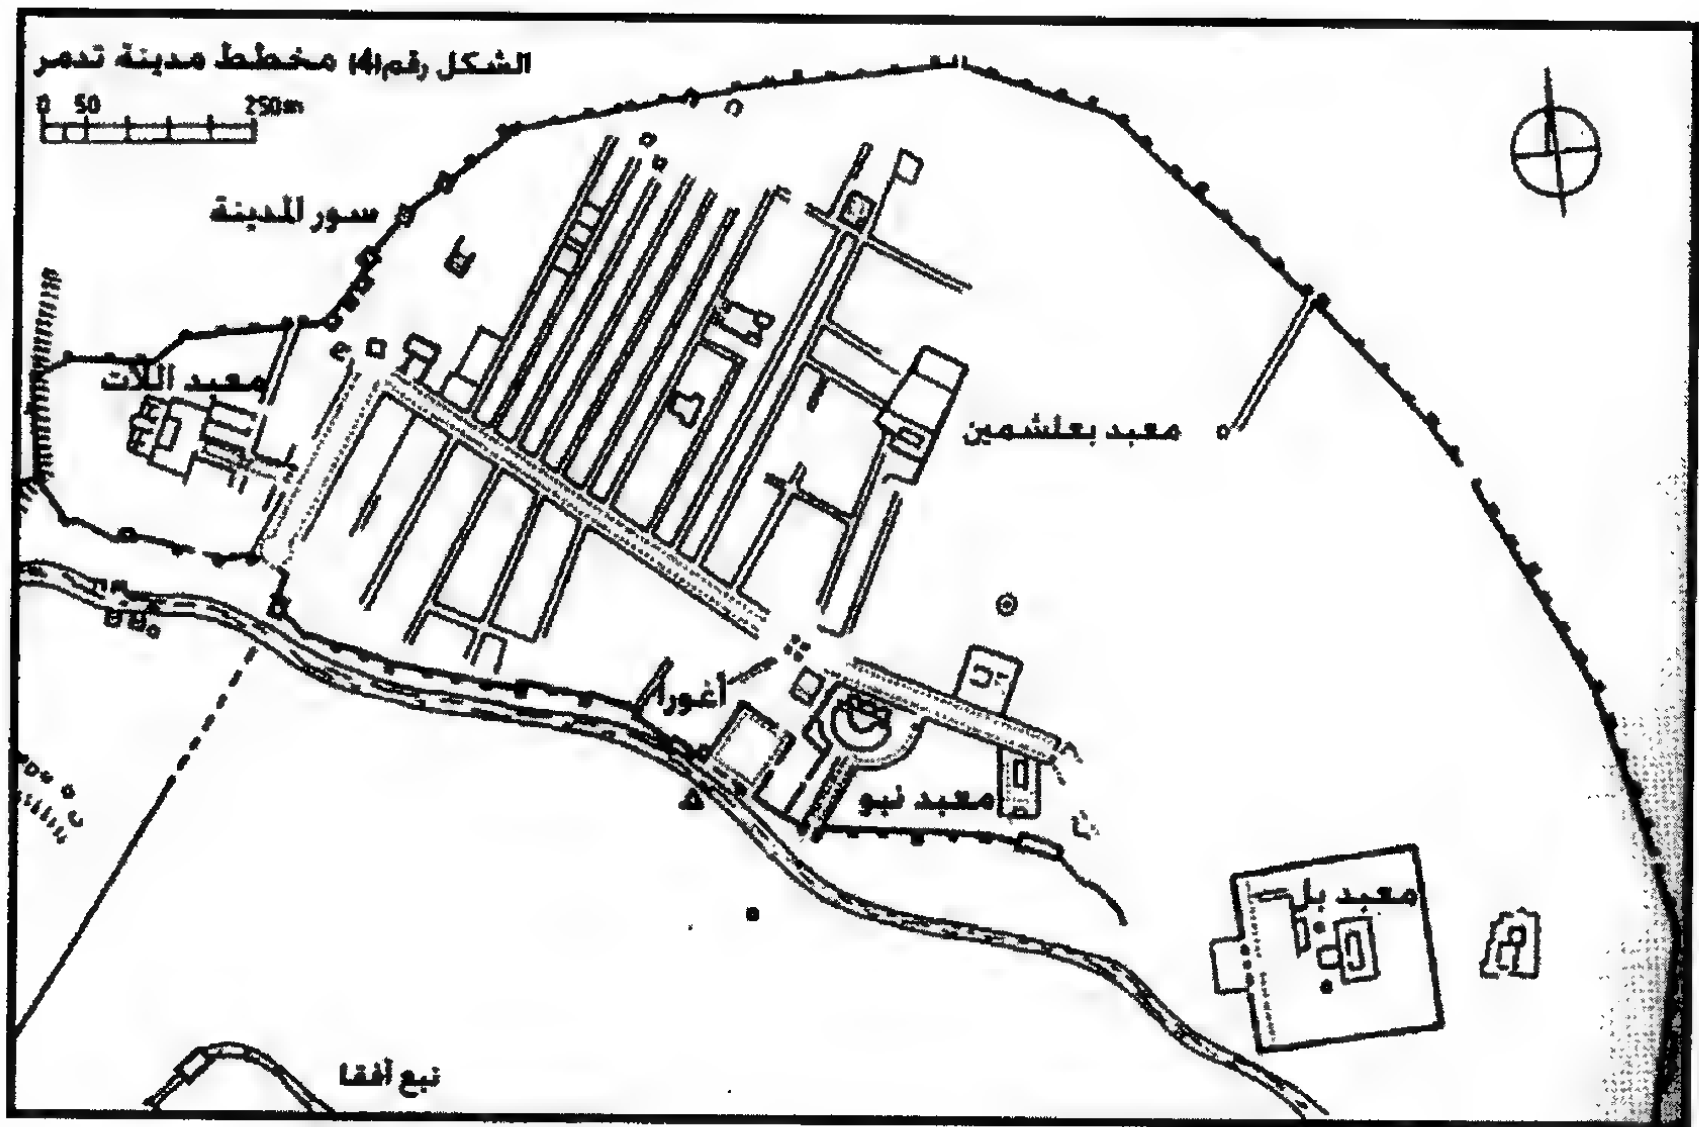 الشكل رقم(4) مخطط مدينة تدمر
0 50 250m
سور المدينة
معبد اللات
معبد بعلشمين
أغورا
معبد نبو
معبد بل
نبع أفقا